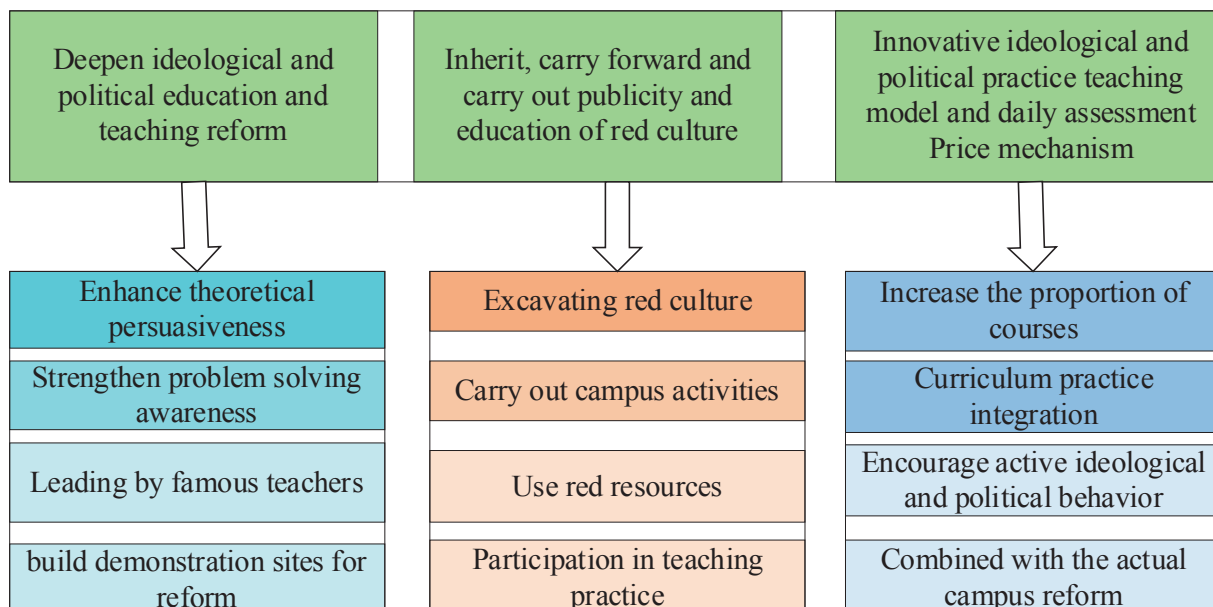 Deepen ideological and
political education and
teaching reform
Inherit, carry forward and
carry out publicity and
education of red culture
Innovative ideological and
political practice teaching
model and daily assessment
Price mechanism
Enhance theoretical
persuasiveness
Strengthen problem solving
awareness
Leading by famous teachers
build demonstration sites for
reform
Excavating red culture
Carry out campus activities
Use red resources
Participation in teaching
practice
Increase the proportion of
courses
Curriculum practice
integration
Encourage active ideological
and political behavior
Combined with the actual
campus reform